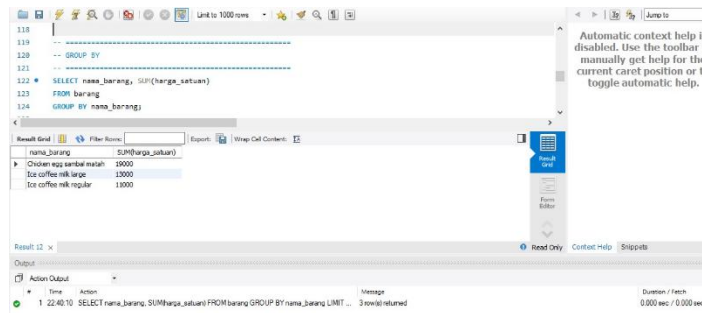 Limit to 1000 rows
Jump to
118
119 -- ====================================================
120 -- GROUP BY
121 -- ====================================================
122 SELECT nama_barang, SUM(harga_satuan)
123 FROM barang
124 GROUP BY nama_barang;
Automatic context help i
disabled. Use the toolbar
manually get help for the
current caret position or t
toggle automatic help.
Result Grid Filter Rows: Export: Wrap Cell Content:
nama_barang SUM(harga_satuan)
Chicken egg sambal matah 19000
Ice coffee milk large 13000
Ice coffee milk regular 11000
Result Grid
Form Editor
Result 12 Read Only Context Help Snippets
Output
Action Output
# Time Action Message Duration / Fetch
1 22:40:10 SELECT nama_barang, SUM(harga_satuan) FROM barang GROUP BY nama_barang LIMIT ... 3 row(s) returned 0.000 sec / 0.000 sec